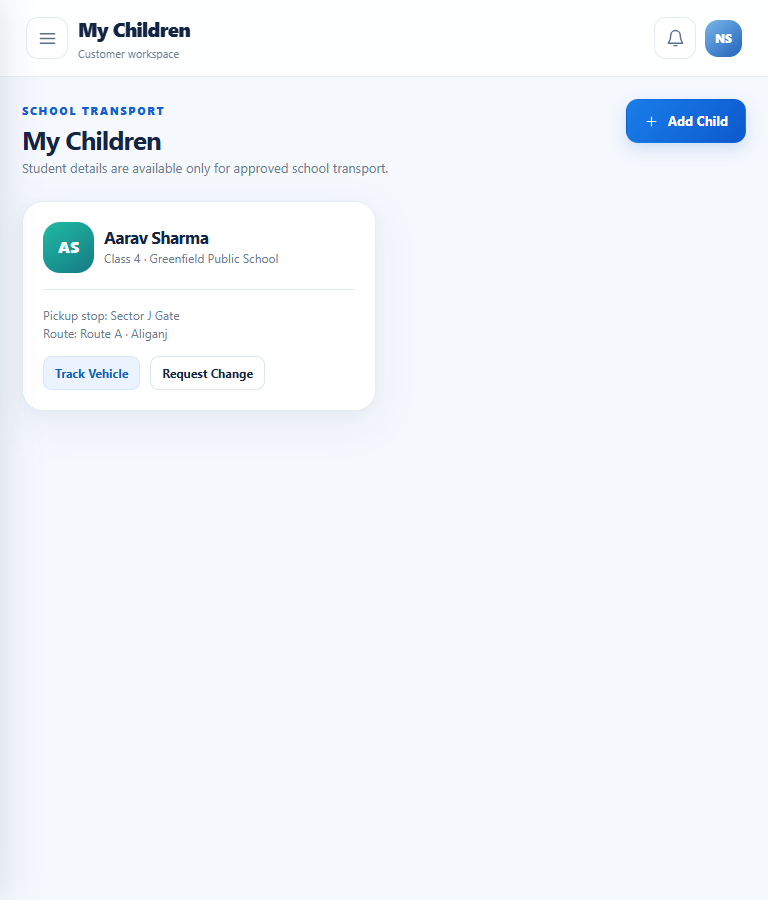 My Children
Customer workspace
NS
SCHOOL TRANSPORT
My Children
Student details are available only for approved school transport.
+ Add Child
AS
Aarav Sharma
Class 4 · Greenfield Public School
Pickup stop: Sector J Gate
Route: Route A · Aliganj
Track Vehicle
Request Change